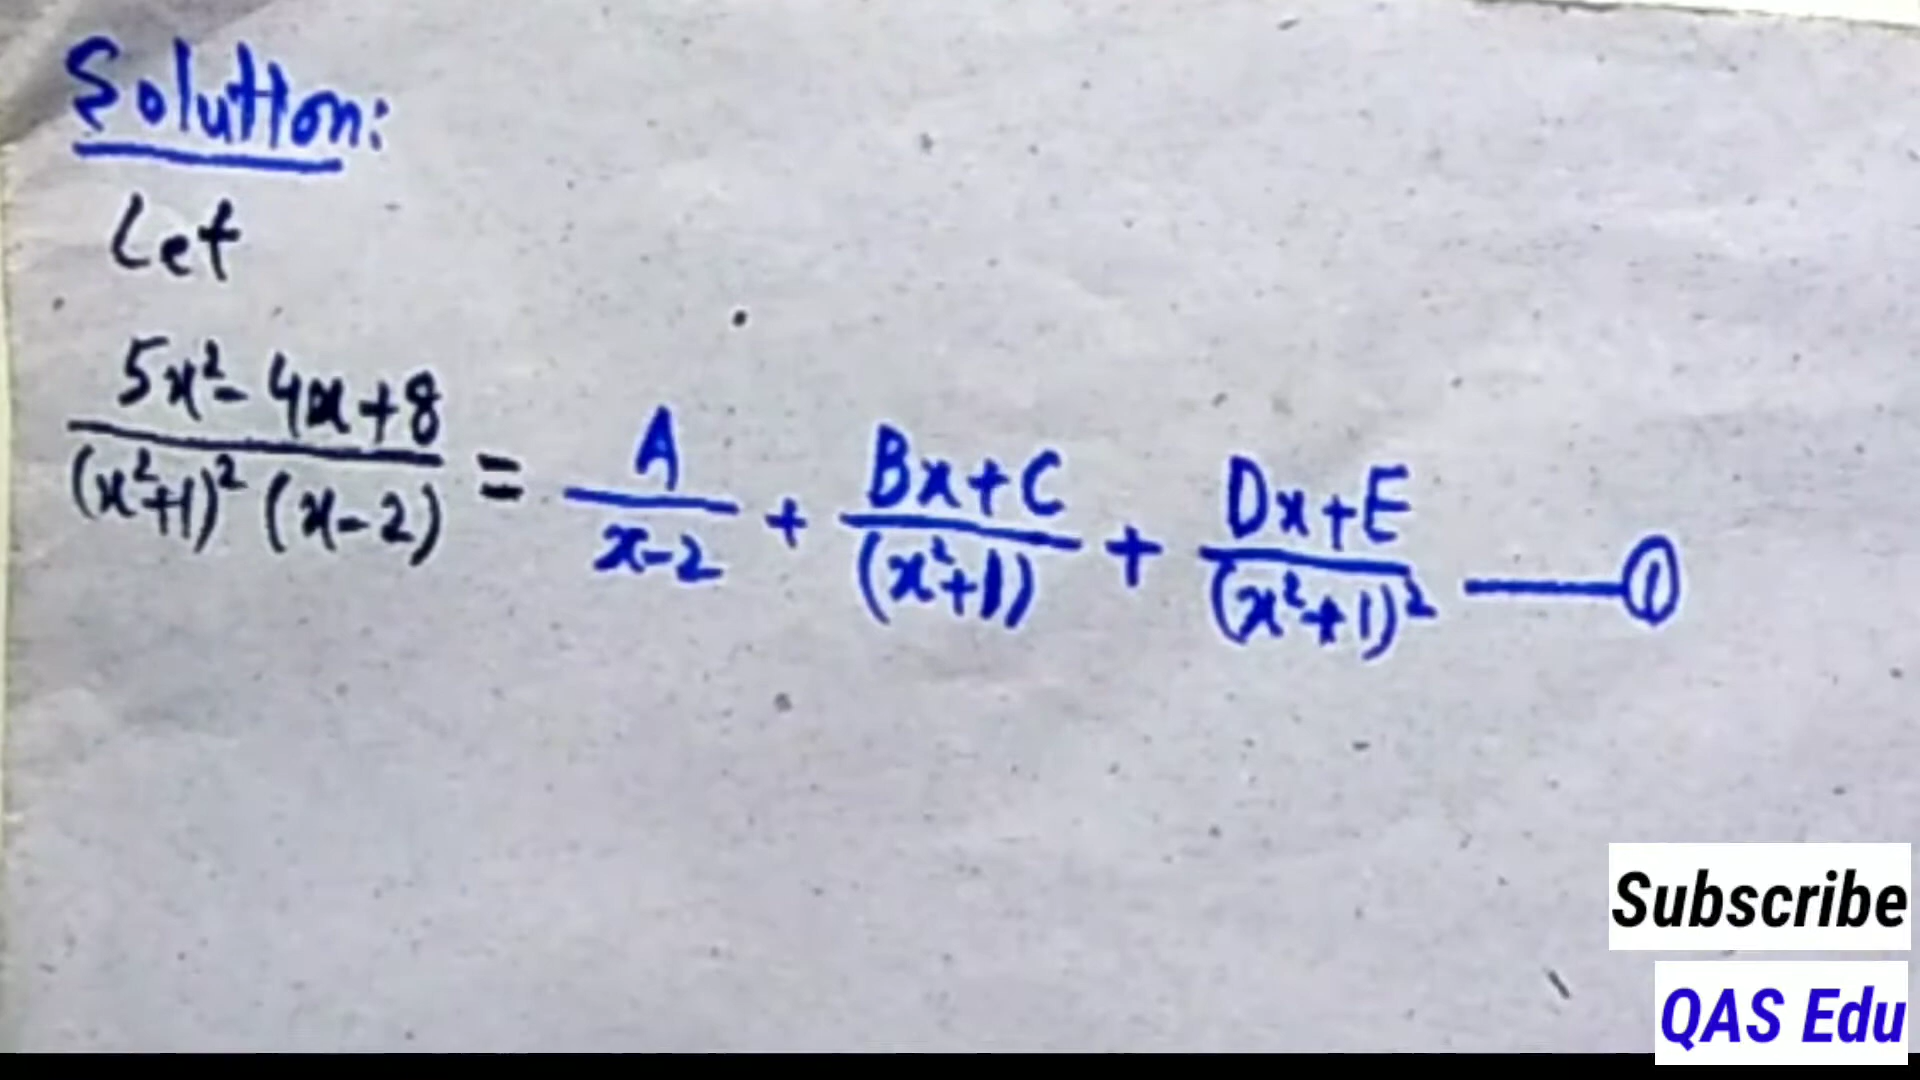 Solution:
Let
5x²- 4x+8 / (x²+1)² (x-2) = A / x-2 + Bx+C / (x²+1) + Dx+E / (x²+1)² —— ①
Subscribe
QAS Edu